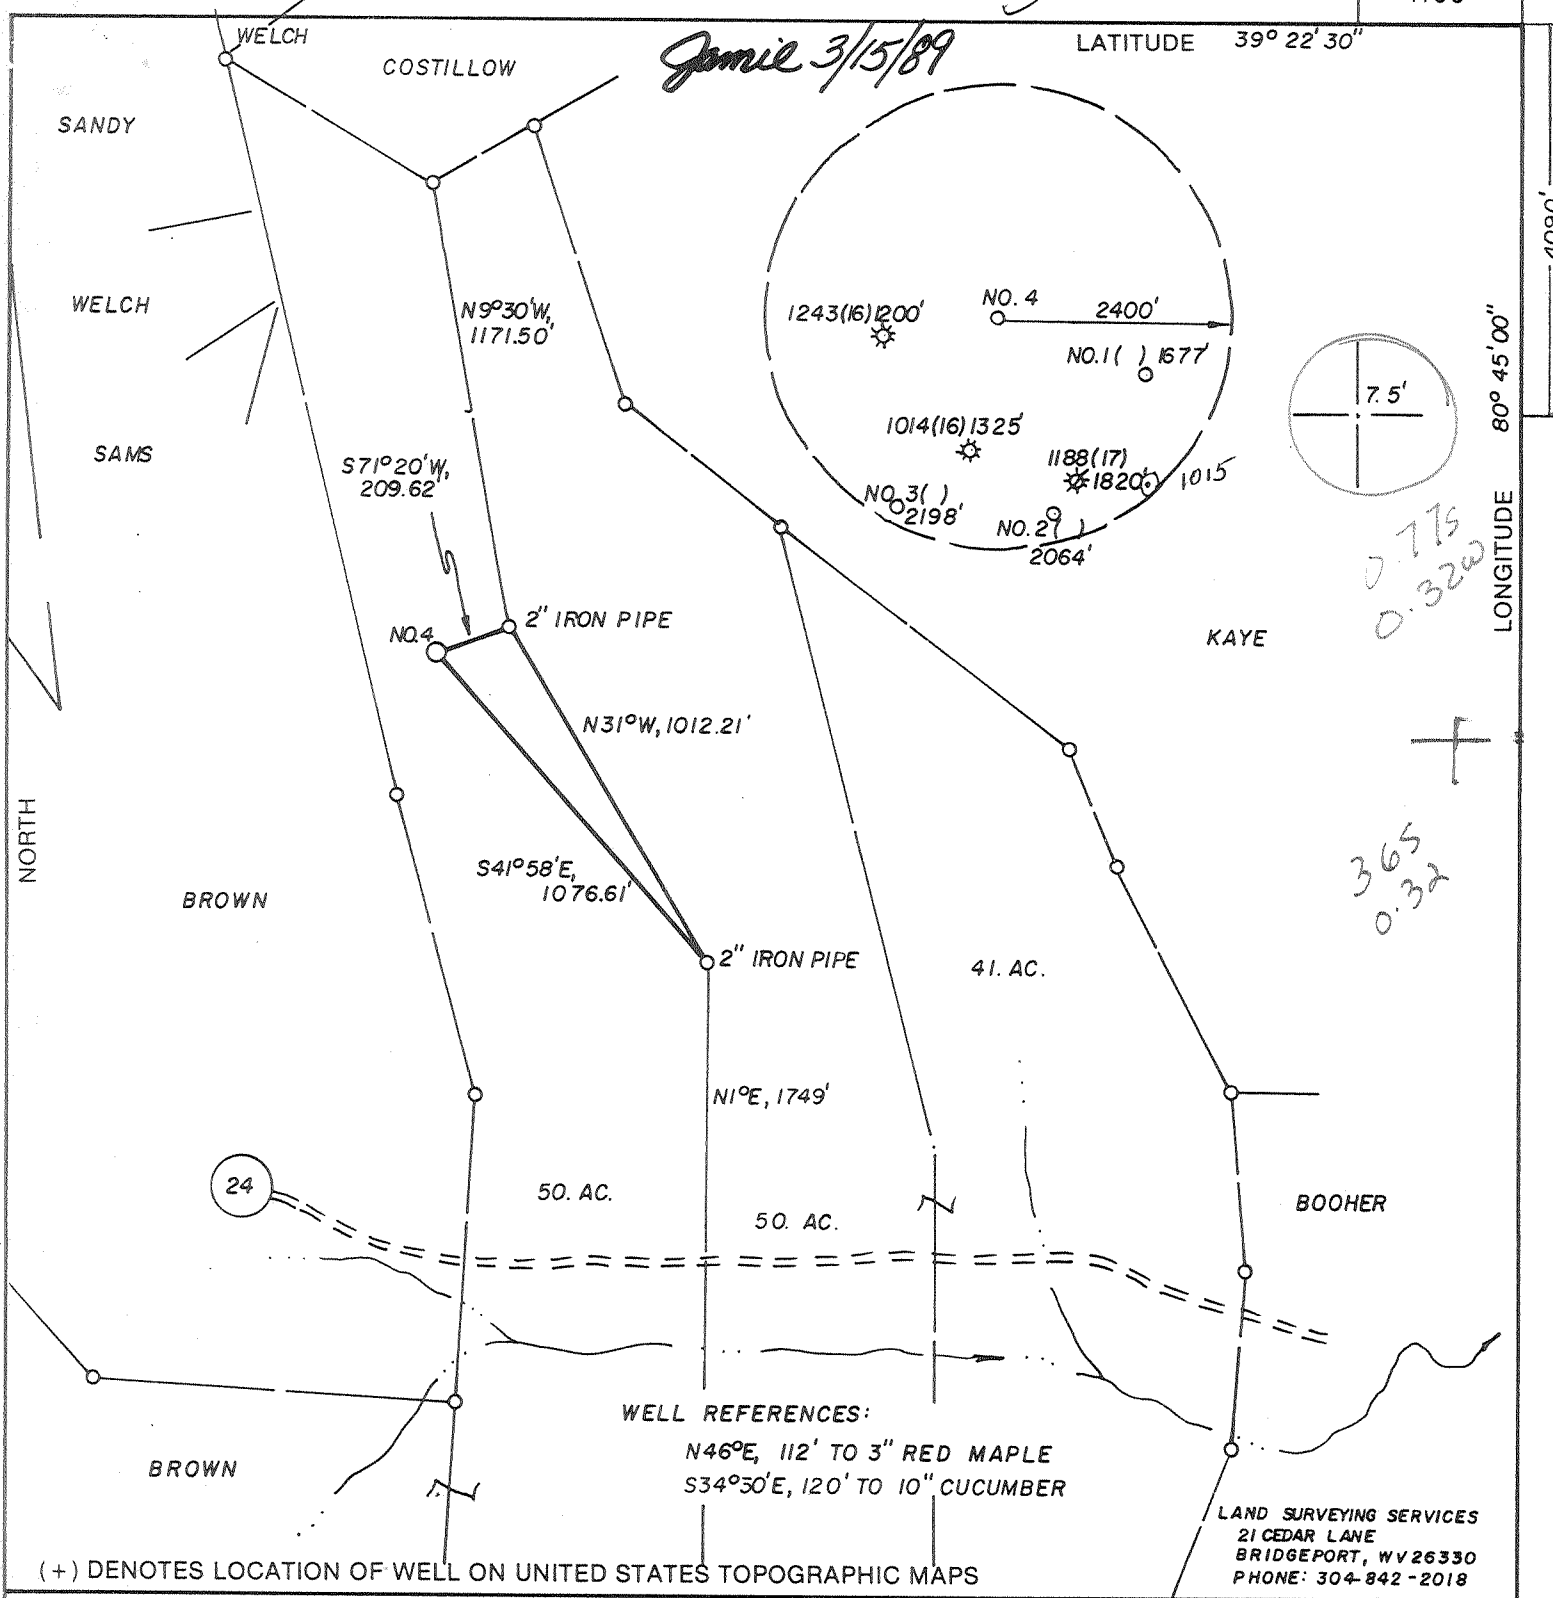 WELCH
COSTILLOW
Jamie 3/15/89
LATITUDE 39° 22' 30"
SANDY
4090'
WELCH
N9°30'W,
1171.50'
1243(16)1200'
NO. 4
2400'
NO.1( ) 1677'
LONGITUDE 80° 45' 00"
7.5'
SAMS
S71°20'W,
209.62'
1014(16)1325'
1188(17)
1820'
1015
NO. 3( )
2198'
NO.2( )
2064'
0.77s
0.32w
NO.4
2" IRON PIPE
KAYE
N31°W, 1012.21'
NORTH
S41°58'E,
1076.61'
365
0.32
BROWN
2" IRON PIPE
41. AC.
N1°E, 1749'
24
50. AC.
50. AC.
BOOHER
WELL REFERENCES:
N46°E, 112' TO 3" RED MAPLE
S34°30'E, 120' TO 10" CUCUMBER
BROWN
LAND SURVEYING SERVICES
21 CEDAR LANE
BRIDGEPORT, WV 26330
PHONE: 304-842-2018
(+) DENOTES LOCATION OF WELL ON UNITED STATES TOPOGRAPHIC MAPS